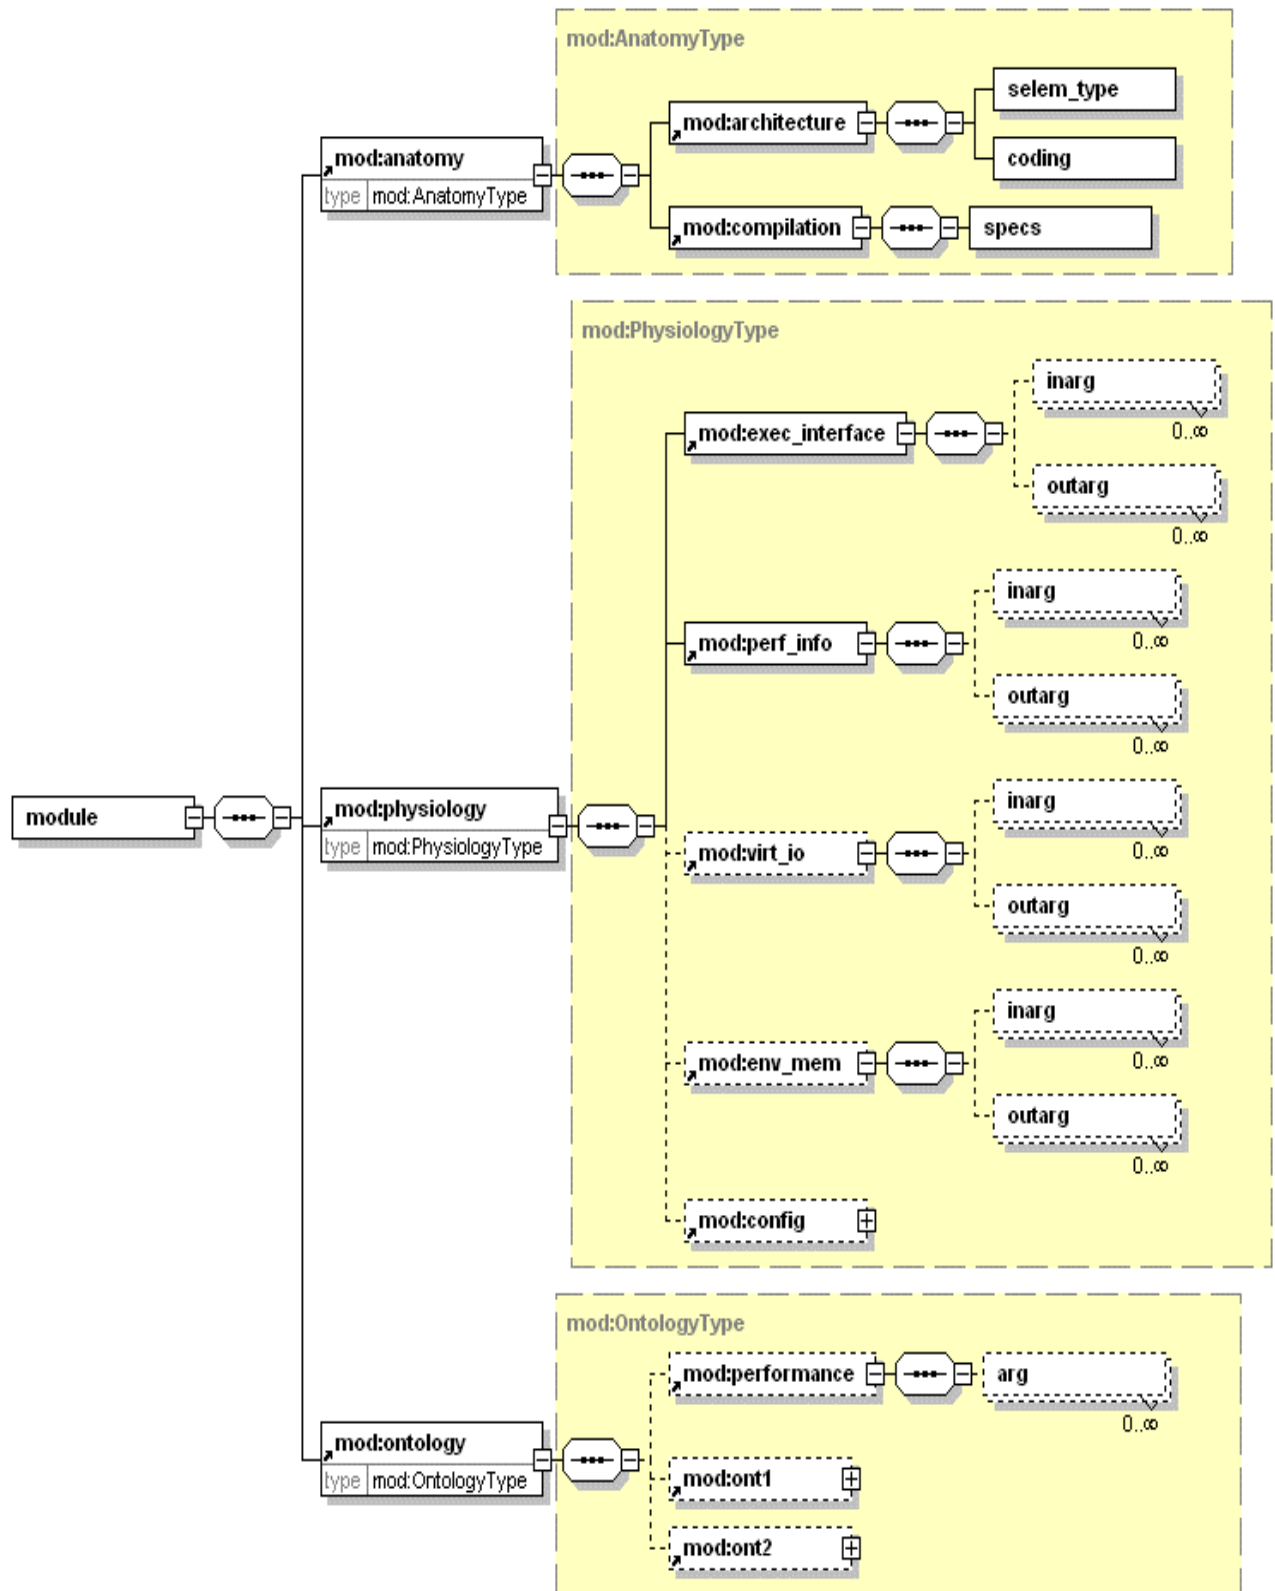 mod:AnatomyType
selem_type
mod:architecture
coding
mod:anatomy
type mod:AnatomyType
mod:compilation
specs
mod:PhysiologyType
inarg
0..∞
mod:exec_interface
outarg
0..∞
inarg
0..∞
mod:perf_info
outarg
0..∞
module
mod:physiology
type mod:PhysiologyType
inarg
0..∞
mod:virt_io
outarg
0..∞
inarg
0..∞
mod:env_mem
outarg
0..∞
mod:config
mod:OntologyType
mod:performance
arg
0..∞
mod:ontology
type mod:OntologyType
mod:ont1
mod:ont2